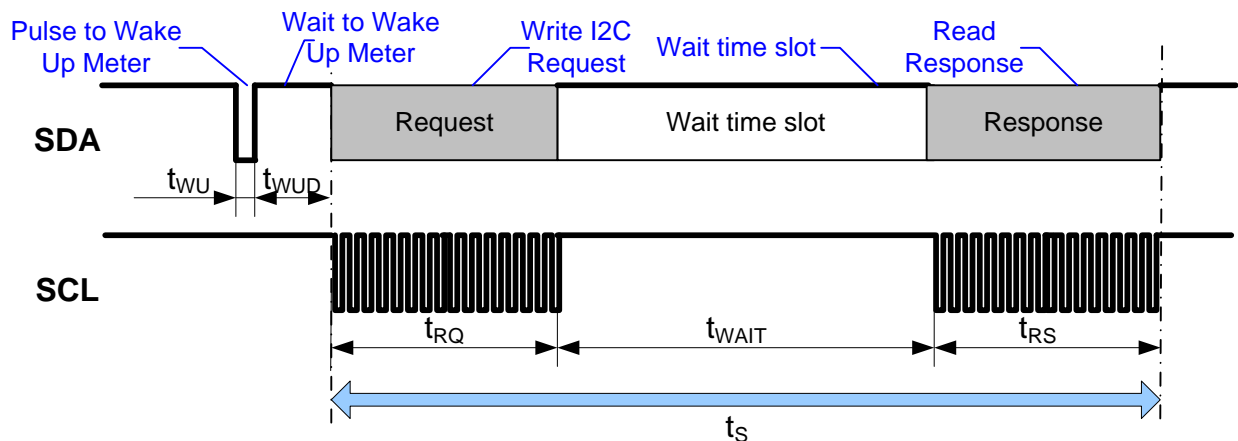 Pulse to Wake
Up Meter
Wait to Wake
Up Meter
Write I2C
Request
Wait time slot
Read
Response
SDA
Request
Wait time slot
Response
tWU
tWUD
SCL
tRQ
tWAIT
tRS
tS